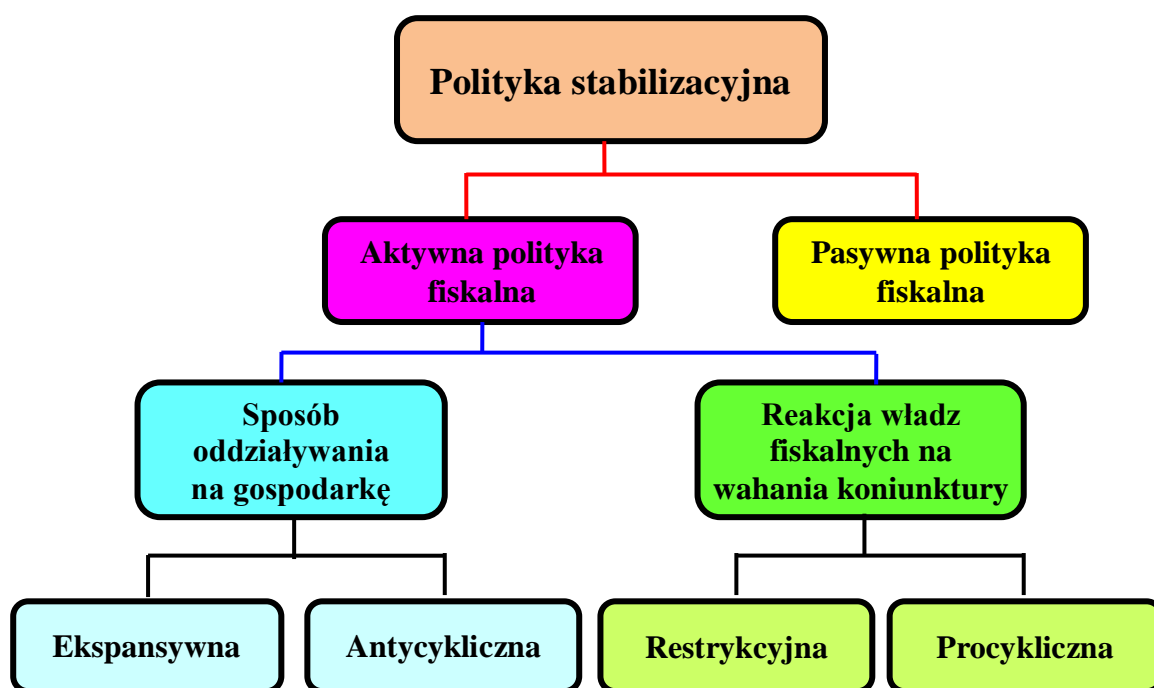 Polityka stabilizacyjna
Aktywna polityka
fiskalna
Pasywna polityka
fiskalna
Sposób
oddziaływania
na gospodarkę
Reakcja władz
fiskalnych na
wahania koniunktury
Ekspansywna
Antycykliczna
Restrykcyjna
Procykliczna